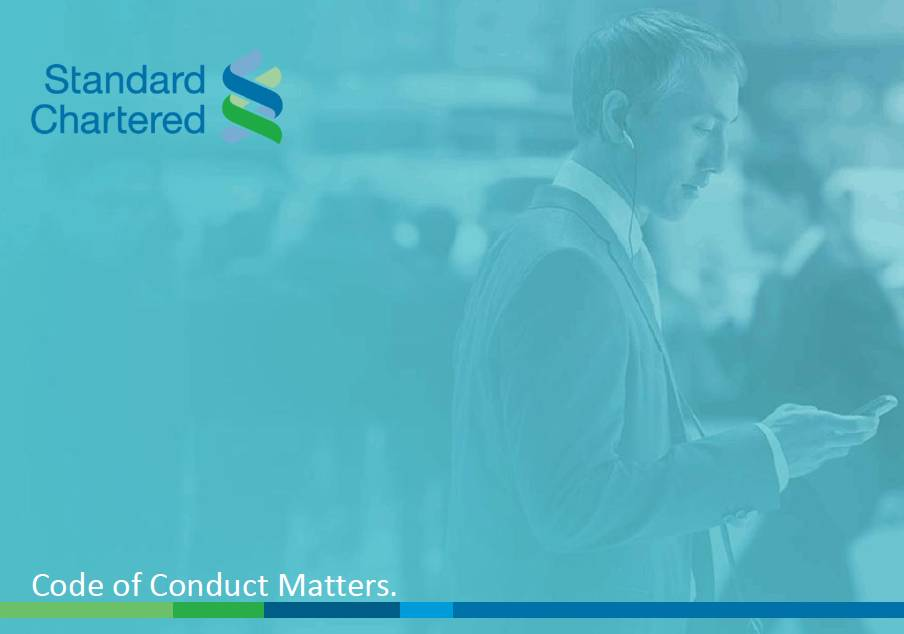 Standard
Chartered
Code of Conduct Matters.